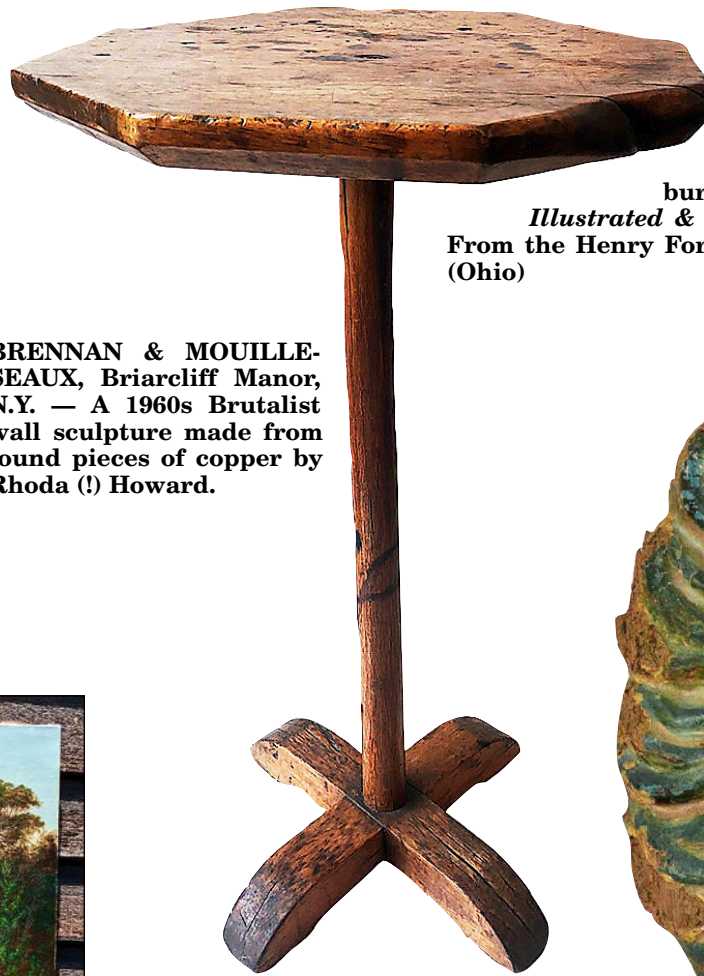 bur
Illustrated &
From the Henry For
(Ohio)
BRENNAN & MOUILLE-
SEAUX, Briarcliff Manor,
N.Y. — A 1960s Brutalist
wall sculpture made from
found pieces of copper by
Rhoda (!) Howard.